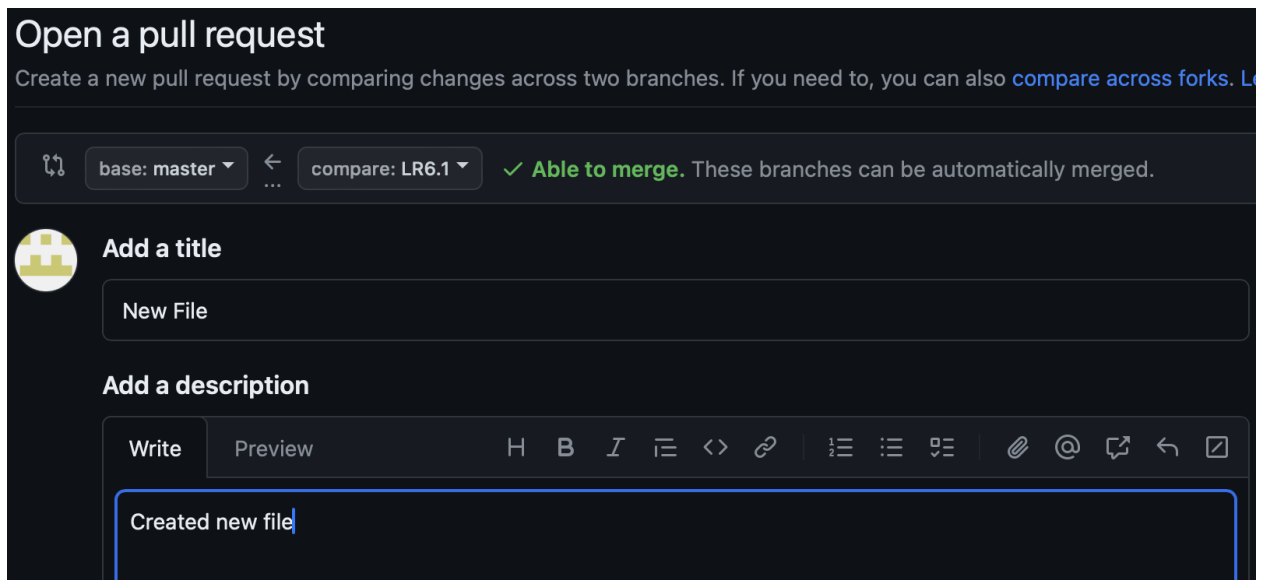 Open a pull request
Create a new pull request by comparing changes across two branches. If you need to, you can also compare across forks.
base: master
...
compare: LR6.1
Able to merge. These branches can be automatically merged.
Add a title
New File
Add a description
Write Preview H B I
Created new file